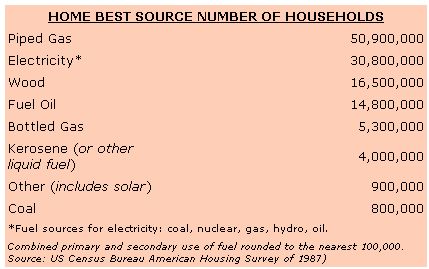 HOME BEST SOURCE NUMBER OF HOUSEHOLDS
Piped Gas 50,900,000
Electricity* 30,800,000
Wood 16,500,000
Fuel Oil 14,800,000
Bottled Gas 5,300,000
Kerosene (or other
liquid fuel) 4,000,000
Other (includes solar) 900,000
Coal 800,000
*Fuel sources for electricity: coal, nuclear, gas, hydro, oil.
Combined primary and secondary use of fuel rounded to the nearest 100,000.
Source: US Census Bureau American Housing Survey of 1987)